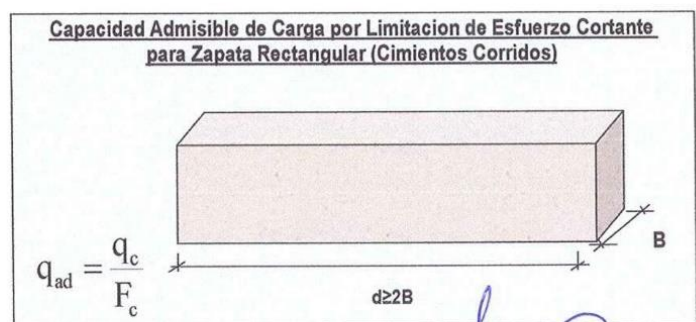 Capacidad Admisible de Carga por Limitacion de Esfuerzo Cortante
para Zapata Rectangular (Cimientos Corridos)
B
q_ad = q_c / F_c
d≥2B